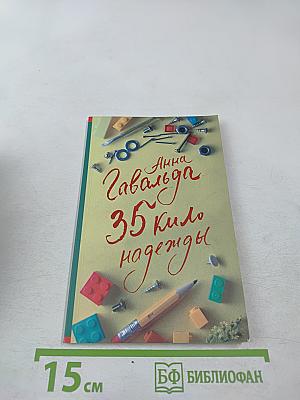 Анна
Гавальда
35 кило
надежды
15 см
БФ БИБЛИОФАН